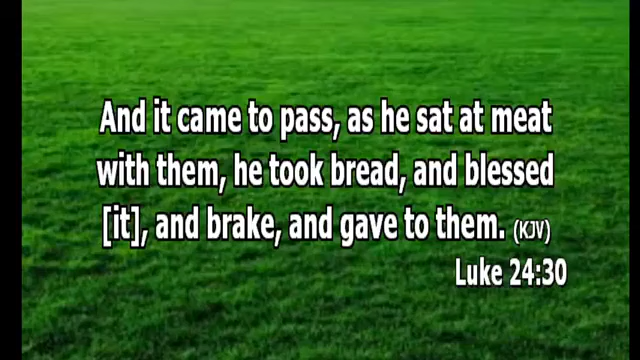 And it came to pass, as he sat at meat
with them, he took bread, and blessed
[it], and brake, and gave to them. (KJV)
Luke 24:30